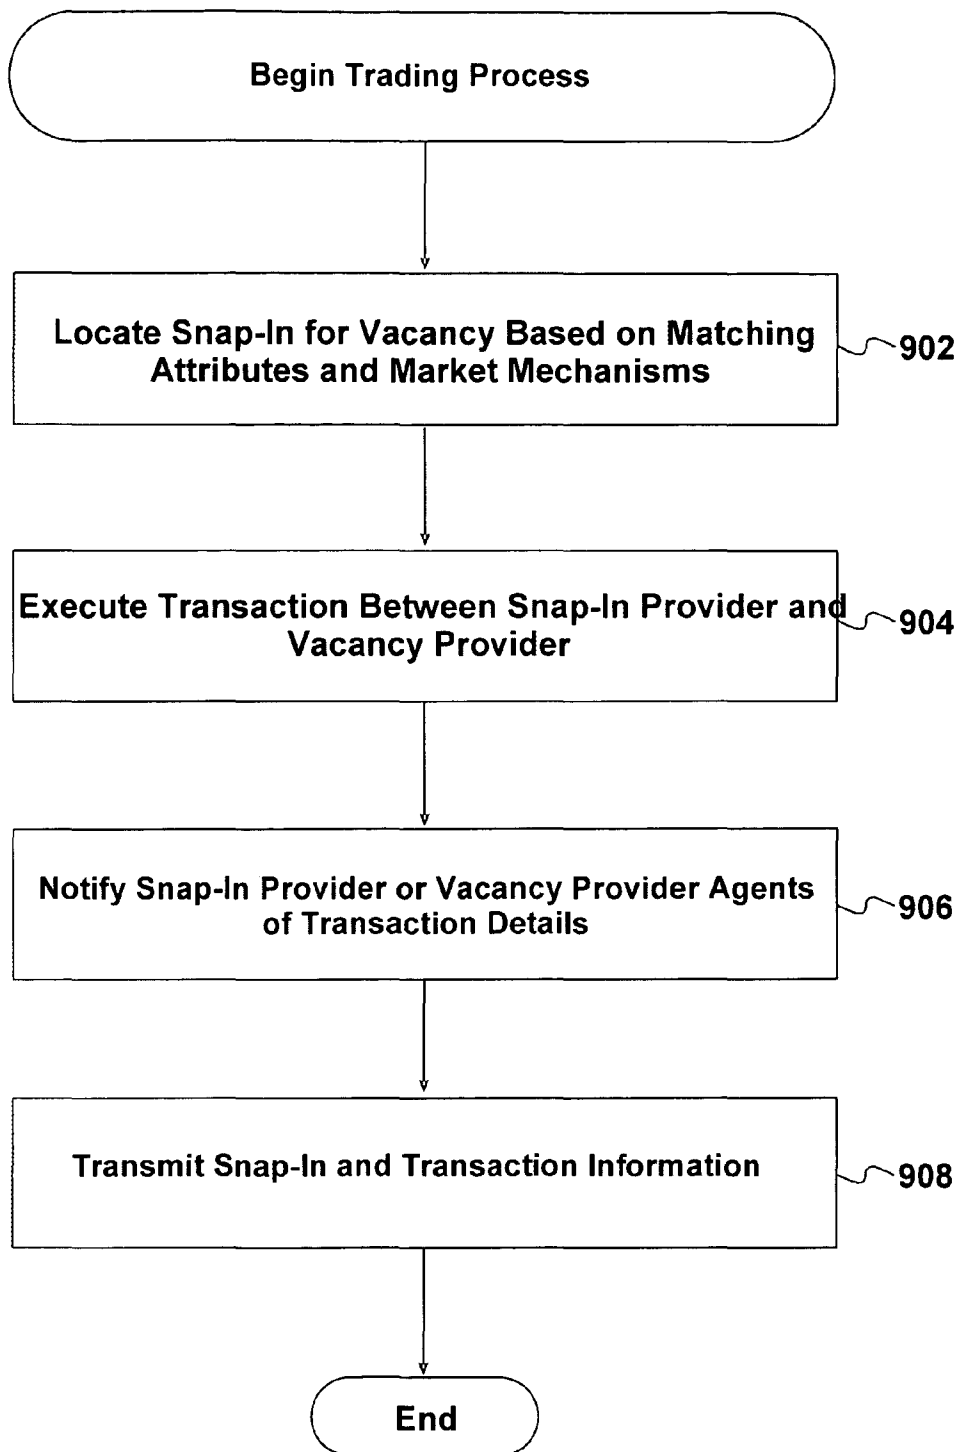 Begin Trading Process
Locate Snap-In for Vacancy Based on Matching
Attributes and Market Mechanisms
902
Execute Transaction Between Snap-In Provider and
Vacancy Provider
904
Notify Snap-In Provider or Vacancy Provider Agents
of Transaction Details
906
Transmit Snap-In and Transaction Information
908
End